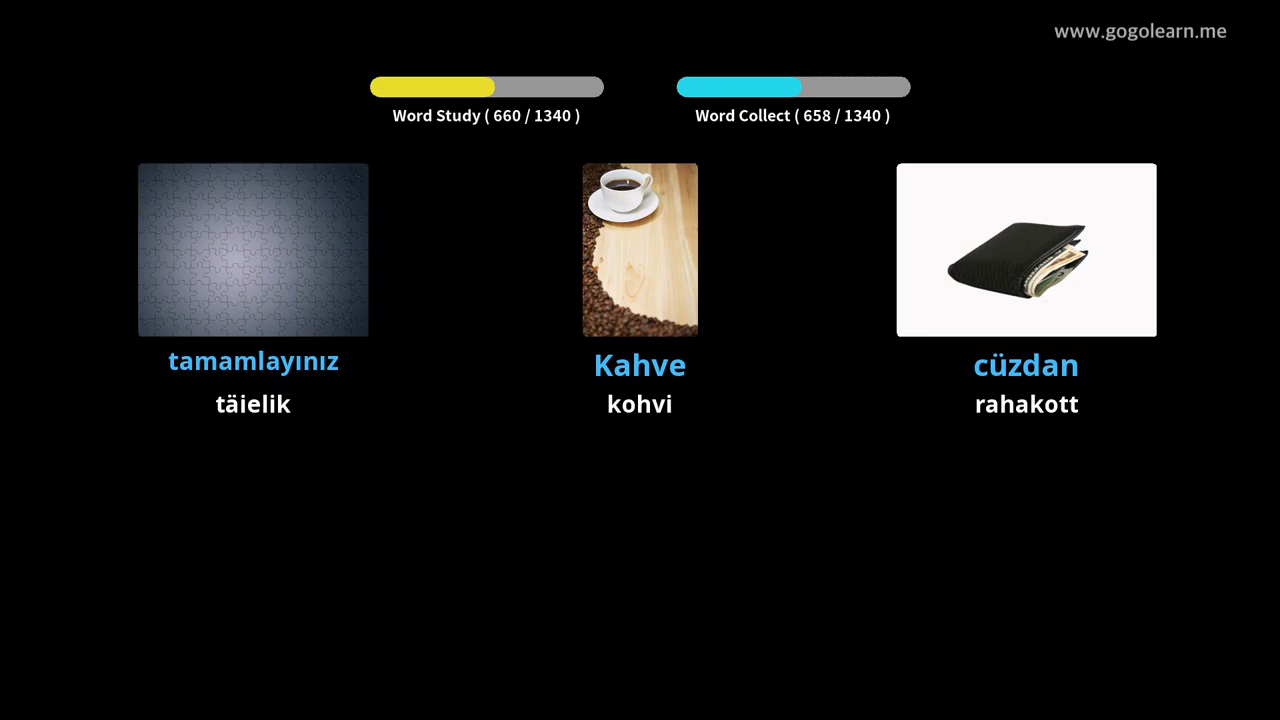 www.gogolearn.me
Word Study ( 660 / 1340 )
Word Collect ( 658 / 1340 )
tamamlayınız
täielik
Kahve
kohvi
cüzdan
rahakott